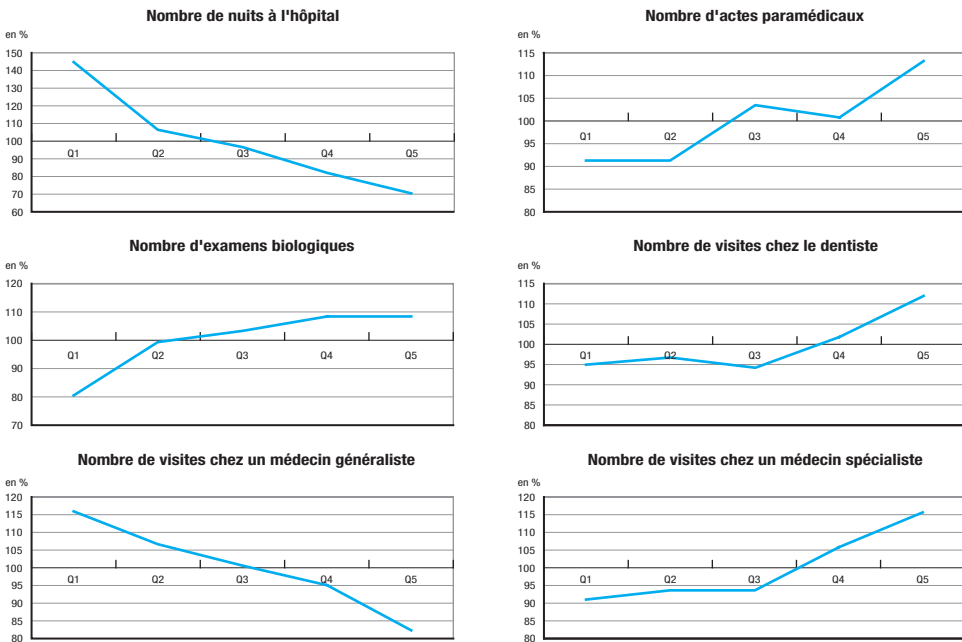 Nombre de nuits à l'hôpital
en %
150
140
130
120
110
100
90
80
70
60
Q1 Q2 Q3 Q4 Q5
Nombre d'actes paramédicaux
en %
115
110
105
100
95
90
85
80
Q1 Q2 Q3 Q4 Q5
Nombre d'examens biologiques
en %
120
110
100
90
80
70
Q1 Q2 Q3 Q4 Q5
Nombre de visites chez le dentiste
en %
115
110
105
100
95
90
85
80
Q1 Q2 Q3 Q4 Q5
Nombre de visites chez un médecin généraliste
en %
120
115
110
105
100
95
90
85
80
Q1 Q2 Q3 Q4 Q5
Nombre de visites chez un médecin spécialiste
en %
120
115
110
105
100
95
90
85
80
Q1 Q2 Q3 Q4 Q5